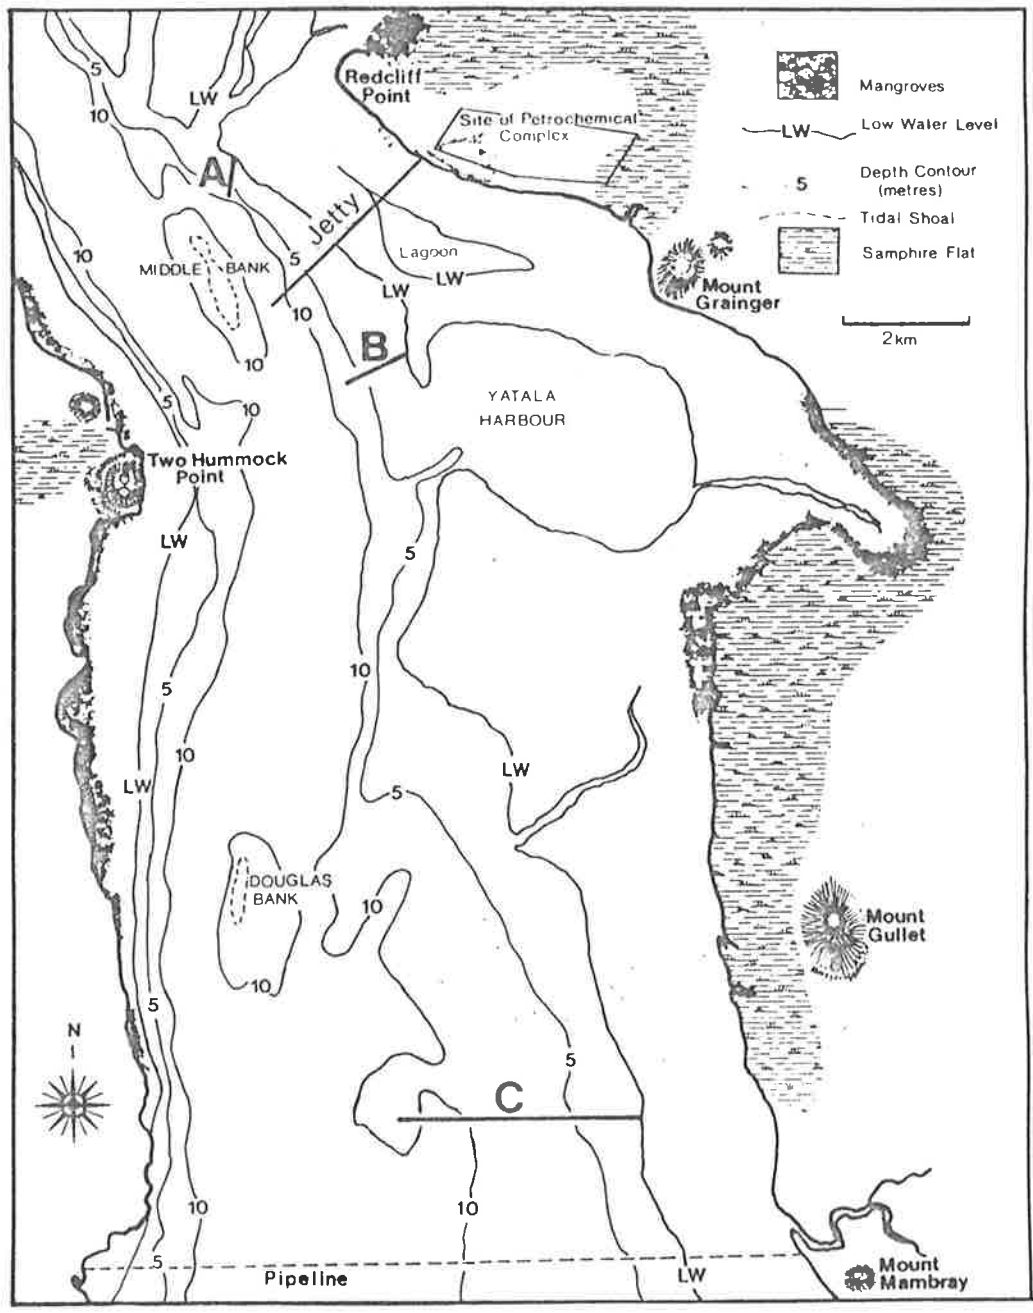 5
10
LW
Redcliff
Point
Site of Petrochemical
Complex
Mangroves
LW
Low Water Level
5
Depth Contour
(metres)
Tidal Shoal
Samphire Flat
2km
A
Jetty
5
Lagoon
LW
LW
10
MIDDLE BANK
10
10
Mount
Grainger
B
5
10
YATALA
HARBOUR
Two Hummock
Point
LW
5
10
5
10
LW
LW
5
DOUGLAS
BANK
10
10
Mount
Gullet
5
N
5
C
10
10
5
Pipeline
LW
Mount
Mambray